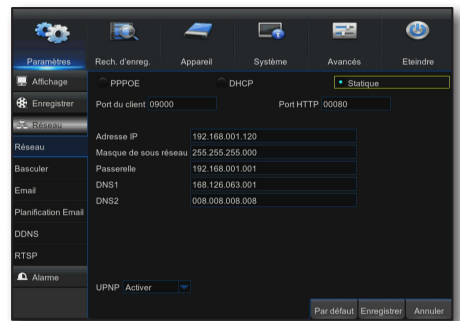 Paramètres Rech. d'enreg. Appareil Système Avancés Eteindre
Affichage
Enregistrer
Réseau
Réseau
Basculer
Email
Planification Email
DDNS
RTSP
Alarme
PPPOE DHCP Statique
Port du client 09000 Port HTTP 00080
Adresse IP 192.168.001.120
Masque de sous réseau 255.255.255.000
Passerelle 192.168.001.001
DNS1 168.126.063.001
DNS2 008.008.008.008
UPNP Activer
Par défaut Enregistrer Annuler